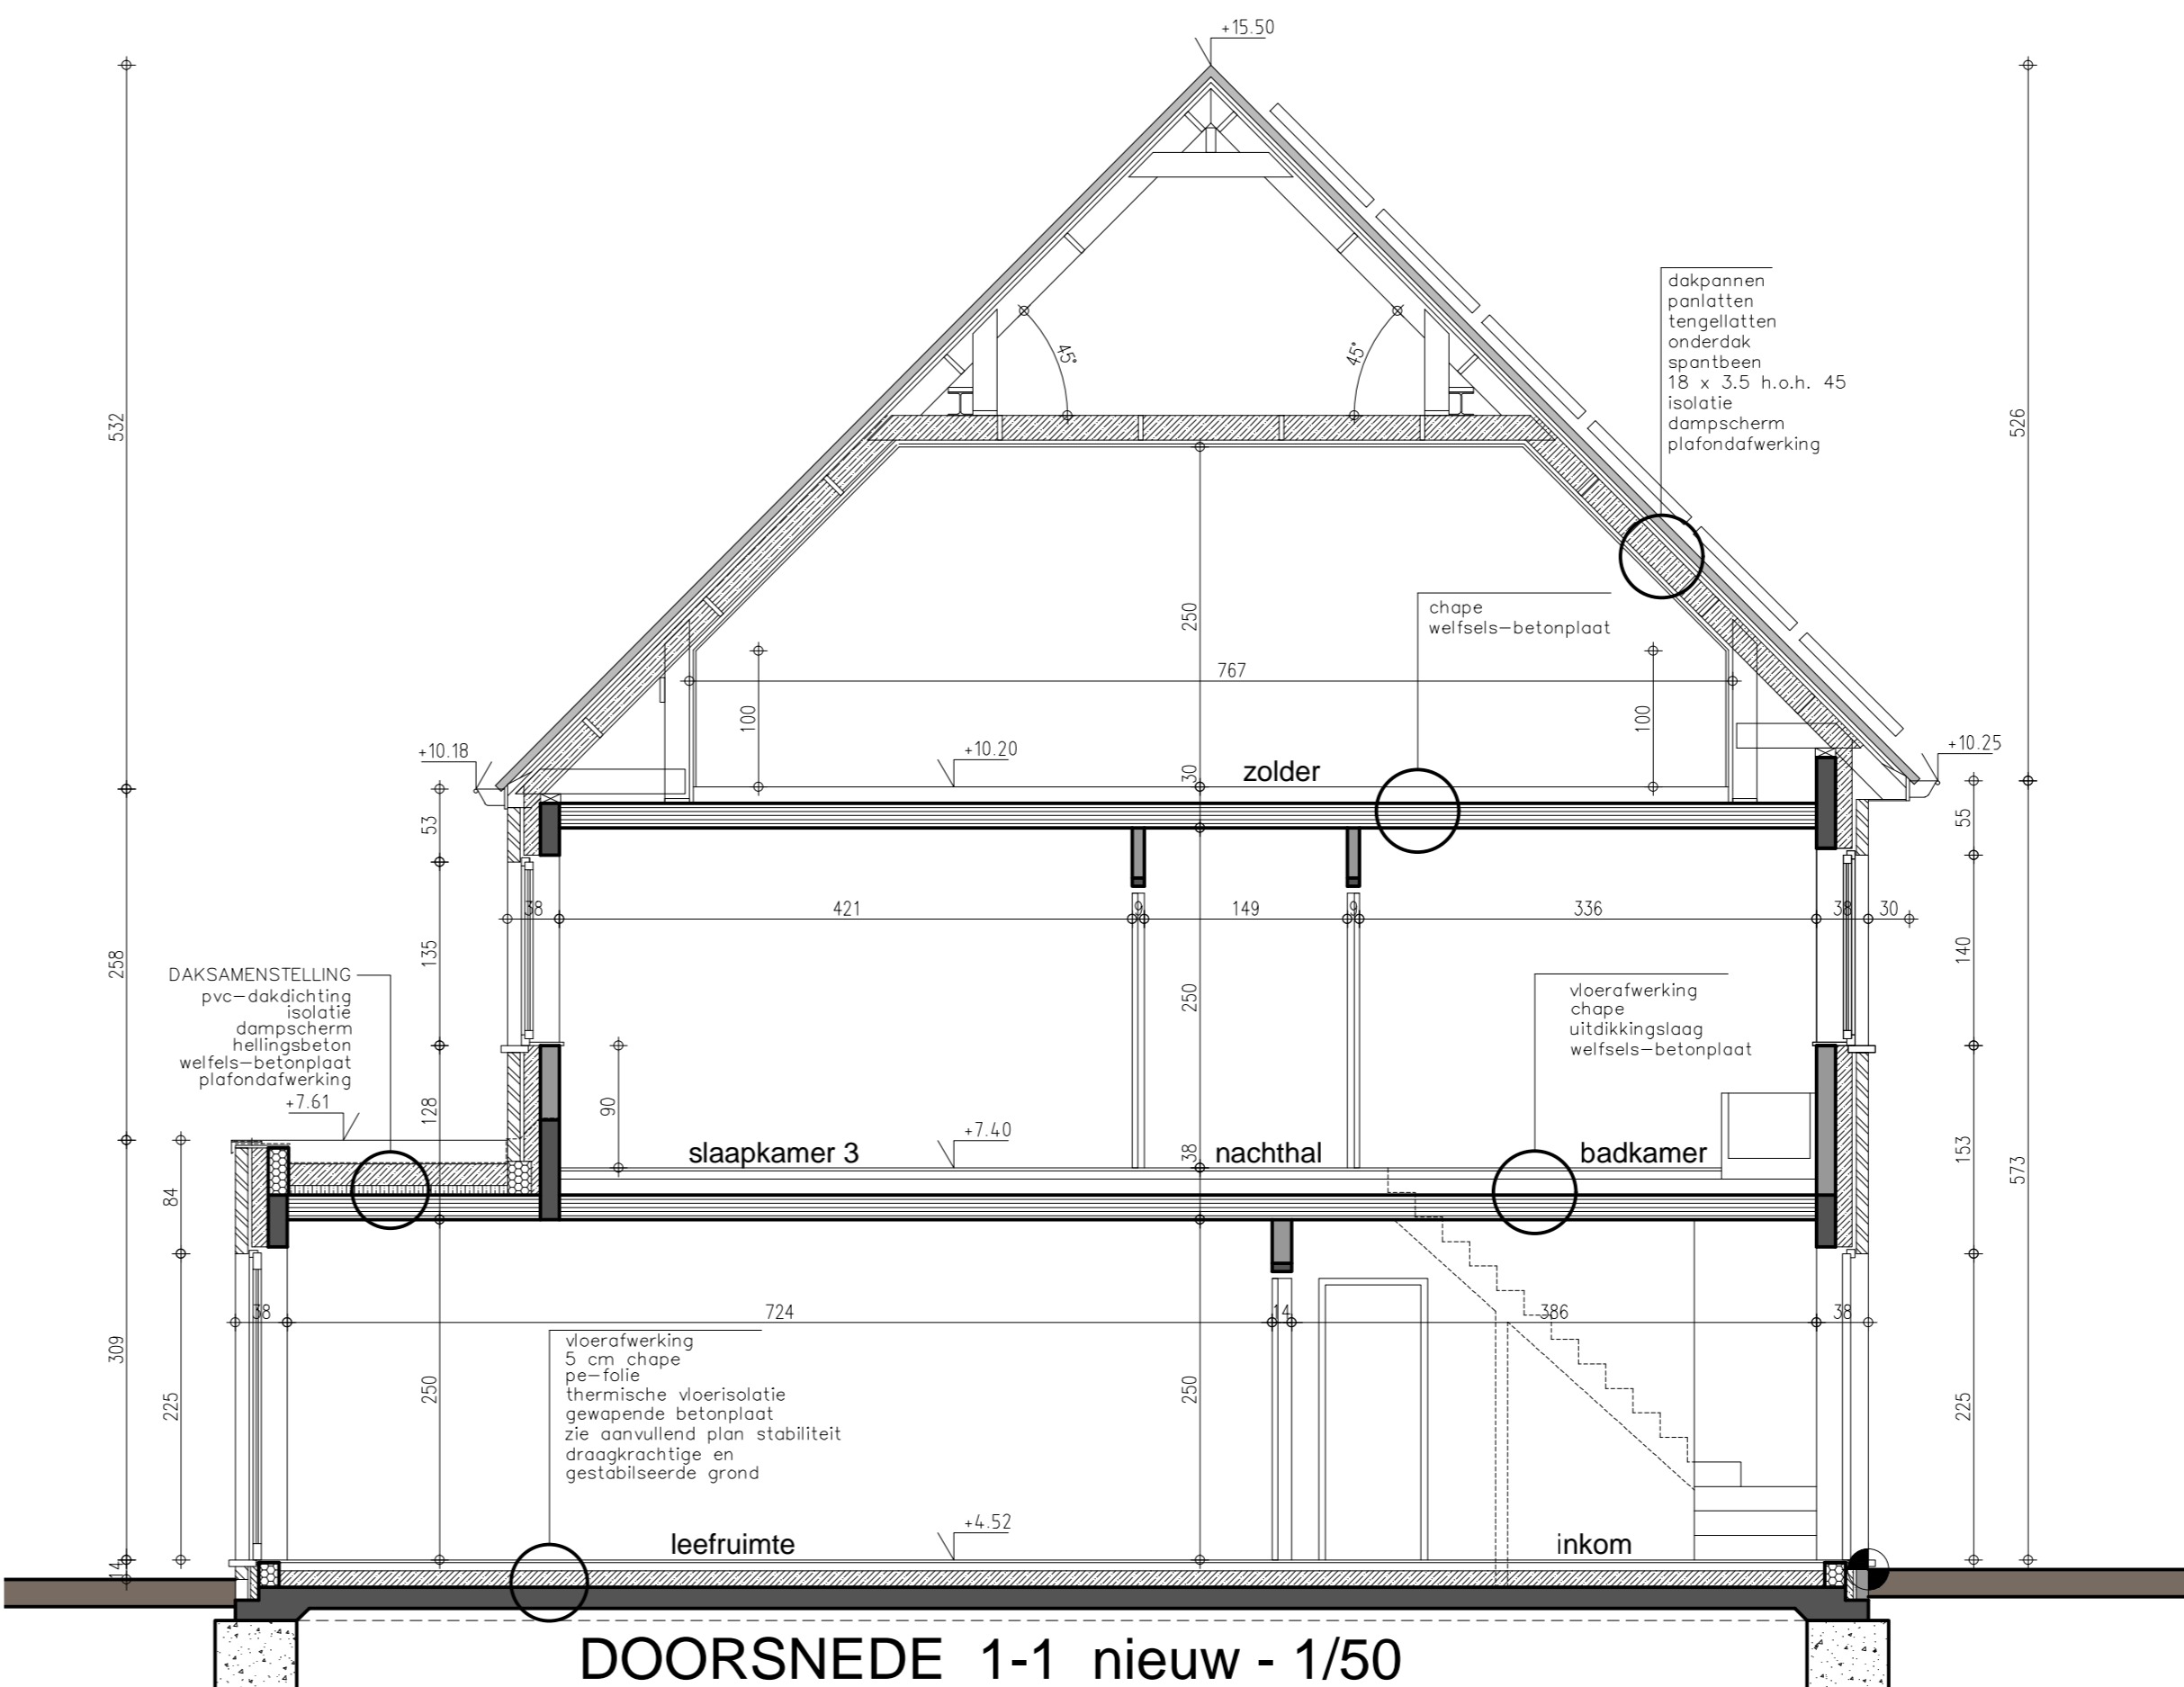 +15.50
532
526
45°
45°
dakpannen
panlatten
tengellatten
onderdak
spantbeen
18 x 3.5 h.o.h. 45
isolatie
dampscherm
plafondafwerking
chape
welfsels-betonplaat
250
767
100
100
+10.18
+10.20
30
zolder
+10.25
53
55
38
421
9
149
9
336
38
30
258
135
250
140
DAKSAMENSTELLING
pvc-dakdichting
isolatie
dampscherm
hellingsbeton
welfels-betonplaat
plafondafwerking
+7.61
vloerafwerking
chape
uitdikkingslaag
welfsels-betonplaat
128
90
slaapkamer 3
+7.40
38
nachthal
badkamer
153
573
84
38
724
14
386
38
309
225
250
250
225
vloerafwerking
5 cm chape
pe-folie
thermische vloerisolatie
gewapende betonplaat
zie aanvullend plan stabiliteit
draagkrachtige en
gestabilseerde grond
leefruimte
+4.52
inkom
14
DOORSNEDE 1-1 nieuw - 1/50